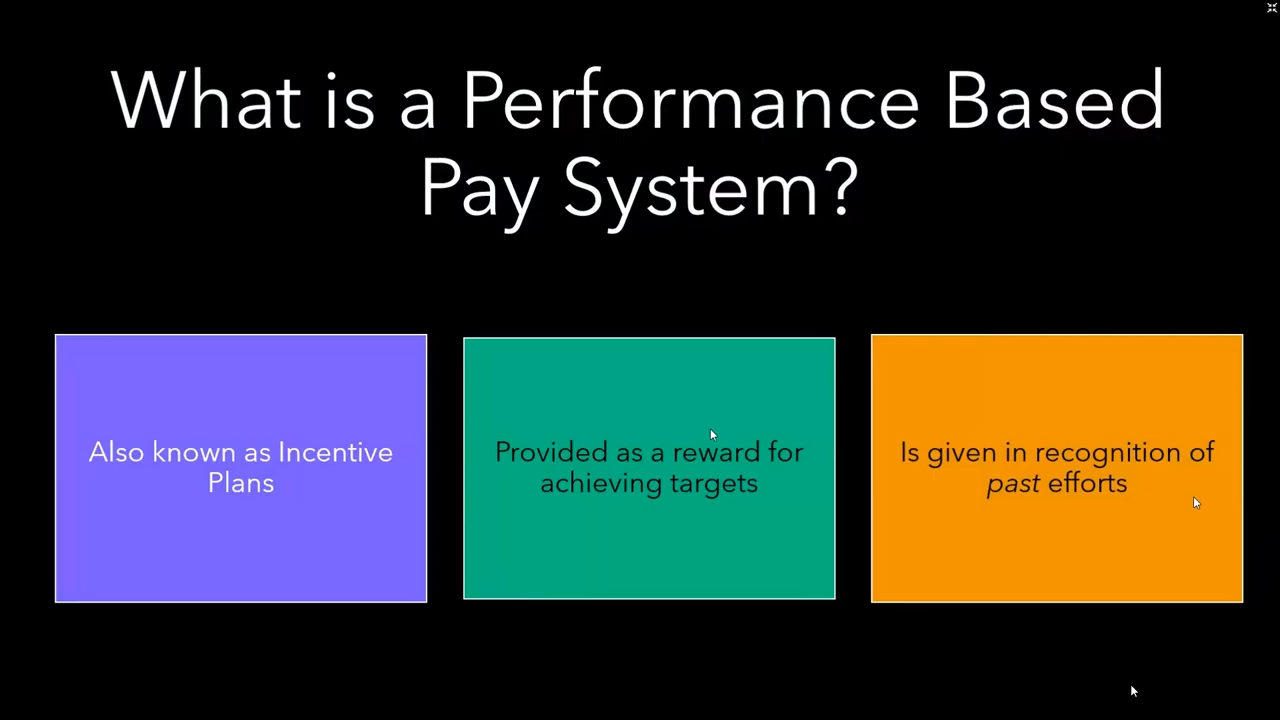 What is a Performance Based
Pay System?
Also known as Incentive
Plans
Provided as a reward for
achieving targets
Is given in recognition of
past efforts